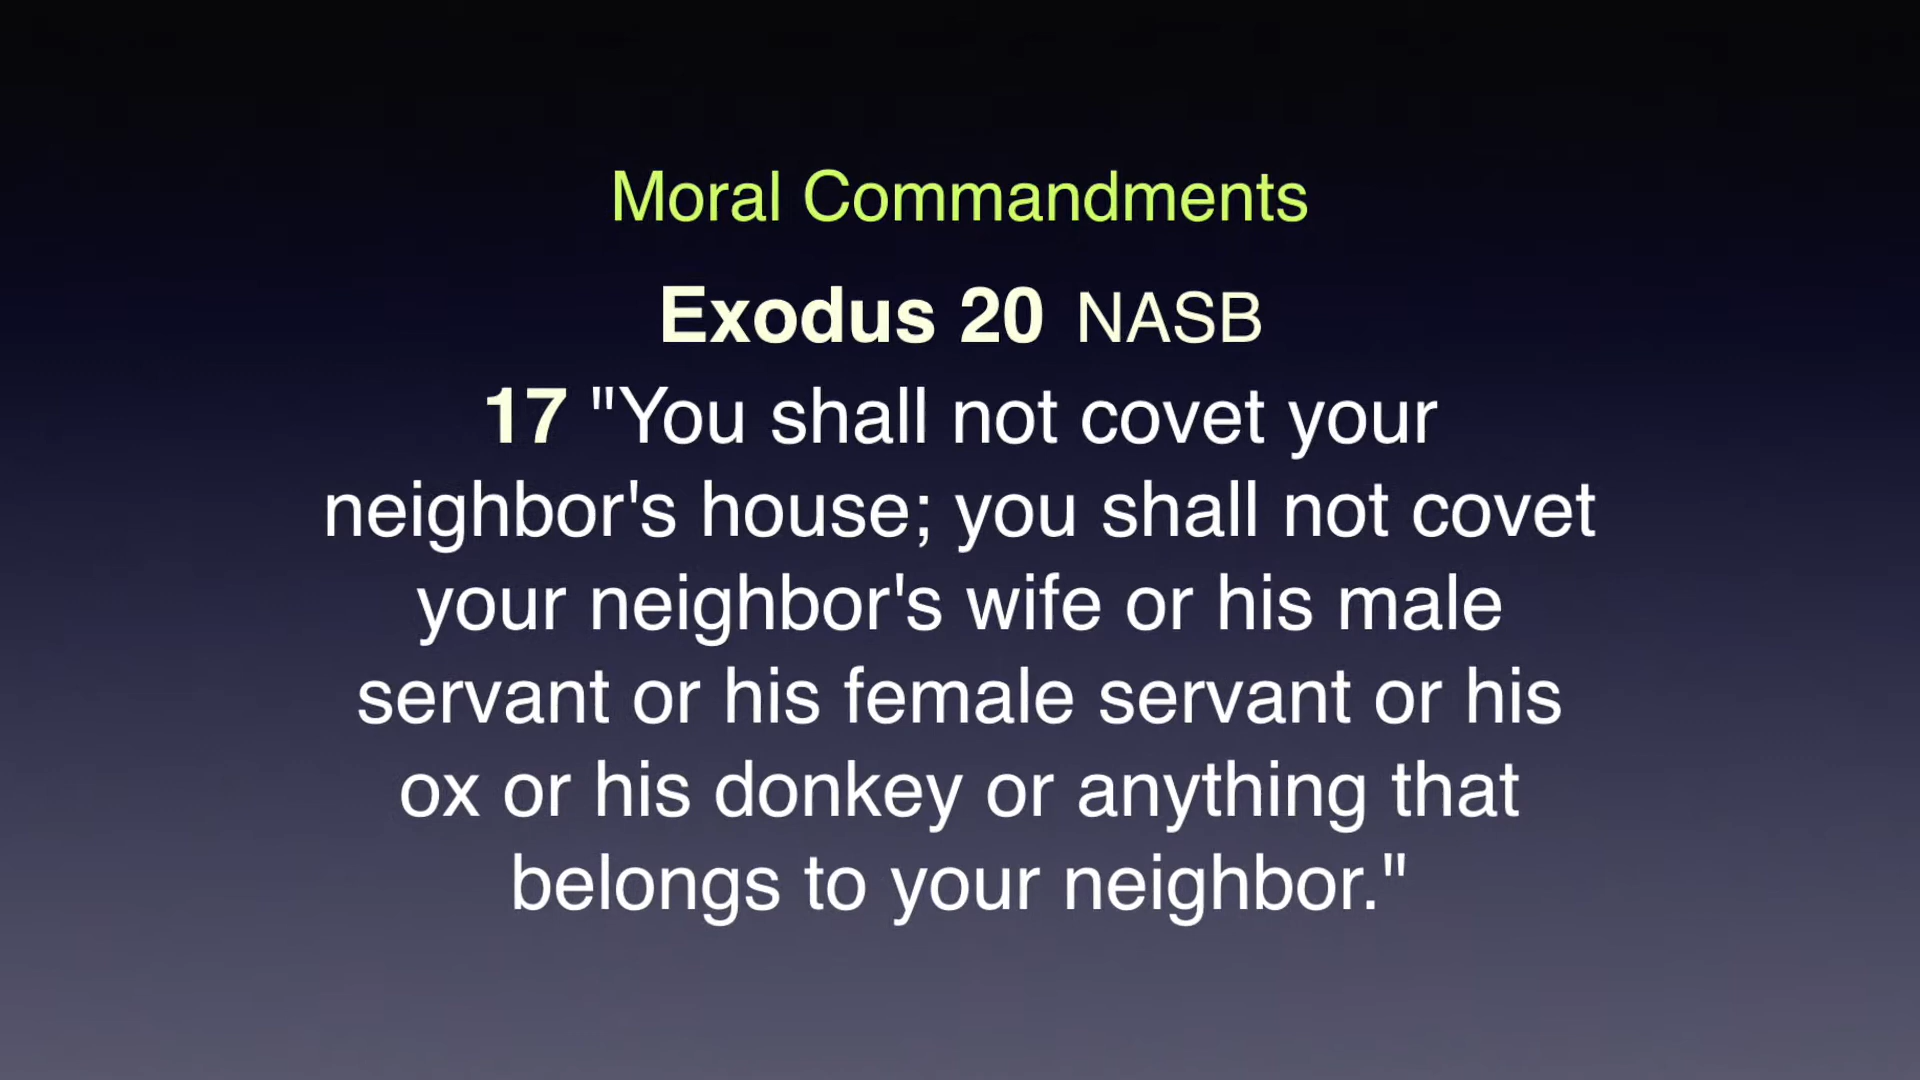 Moral Commandments
Exodus 20 NASB
17 "You shall not covet your
neighbor's house; you shall not covet
your neighbor's wife or his male
servant or his female servant or his
ox or his donkey or anything that
belongs to your neighbor."